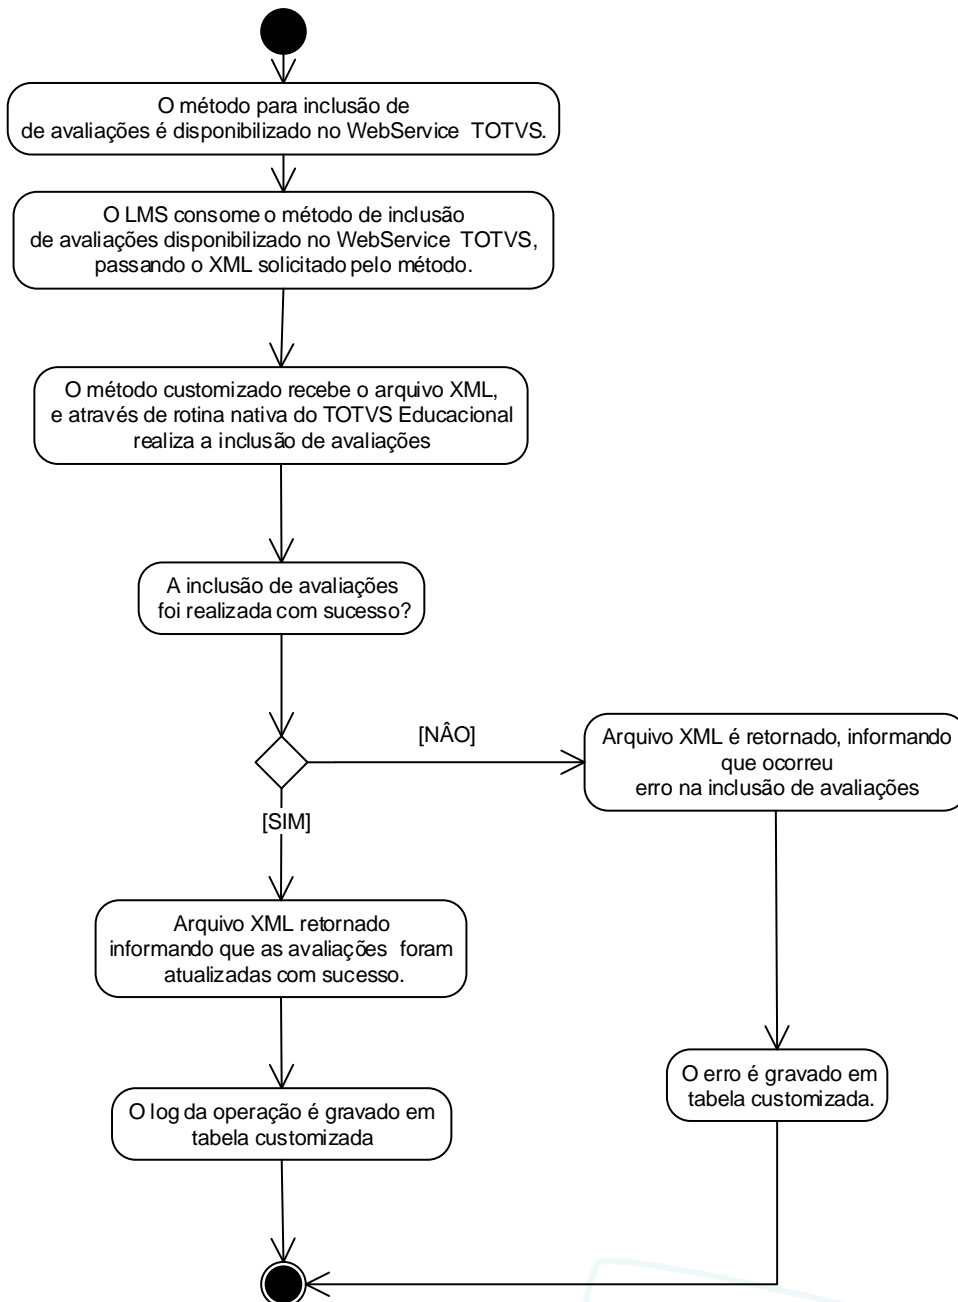 O método para inclusão de
de avaliações é disponibilizado no WebService TOTVS.
O LMS consome o método de inclusão
de avaliações disponibilizado no WebService TOTVS,
passando o XML solicitado pelo método.
O método customizado recebe o arquivo XML,
e através de rotina nativa do TOTVS Educacional
realiza a inclusão de avaliações
A inclusão de avaliações
foi realizada com sucesso?
[NÂO]
Arquivo XML é retornado, informando
que ocorreu
erro na inclusão de avaliações
[SIM]
Arquivo XML retornado
informando que as avaliações foram
atualizadas com sucesso.
O erro é gravado em
tabela customizada.
O log da operação é gravado em
tabela customizada